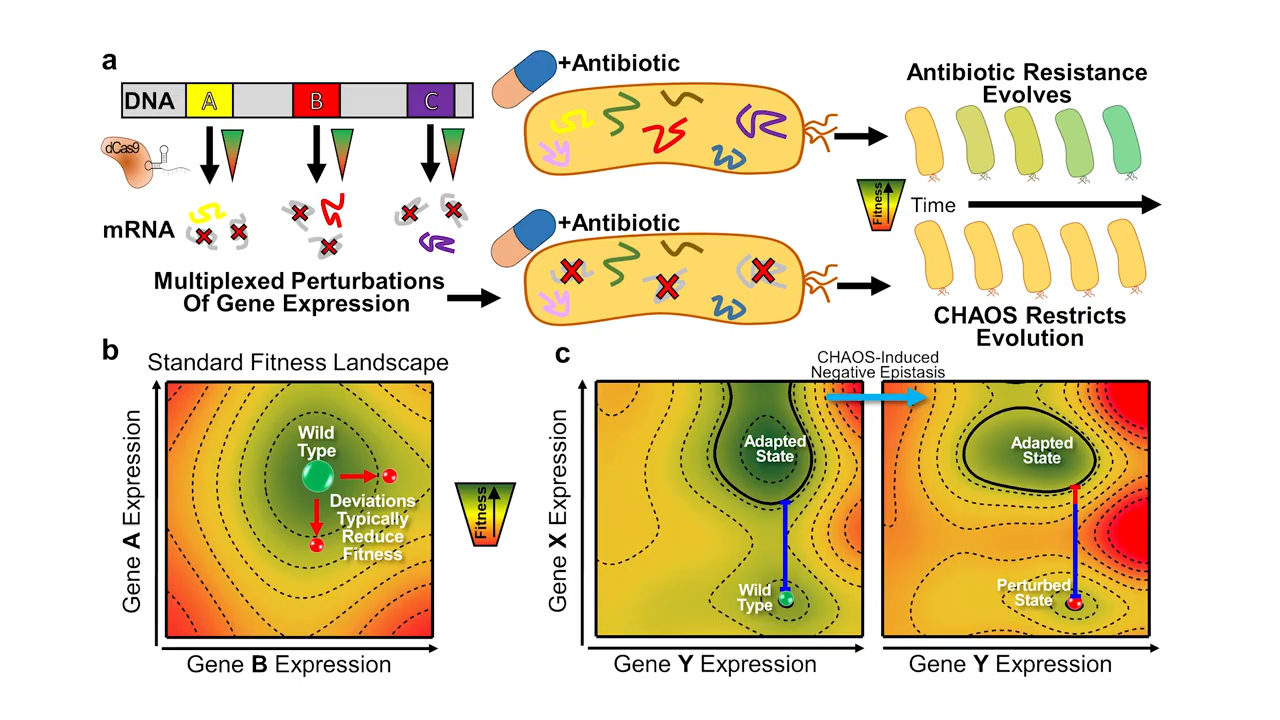 a
DNA A B C
dCas9
mRNA
Multiplexed Perturbations
Of Gene Expression
+Antibiotic
+Antibiotic
Antibiotic Resistance
Evolves
Fitness
Time
CHAOS Restricts
Evolution
b
Standard Fitness Landscape
Gene A Expression
Wild
Type
Deviations
Typically
Reduce
Fitness
Gene B Expression
Fitness
c
CHAOS-Induced
Negative Epistasis
Gene X Expression
Adapted
State
Wild
Type
Gene Y Expression
Adapted
State
Perturbed
State
Gene Y Expression